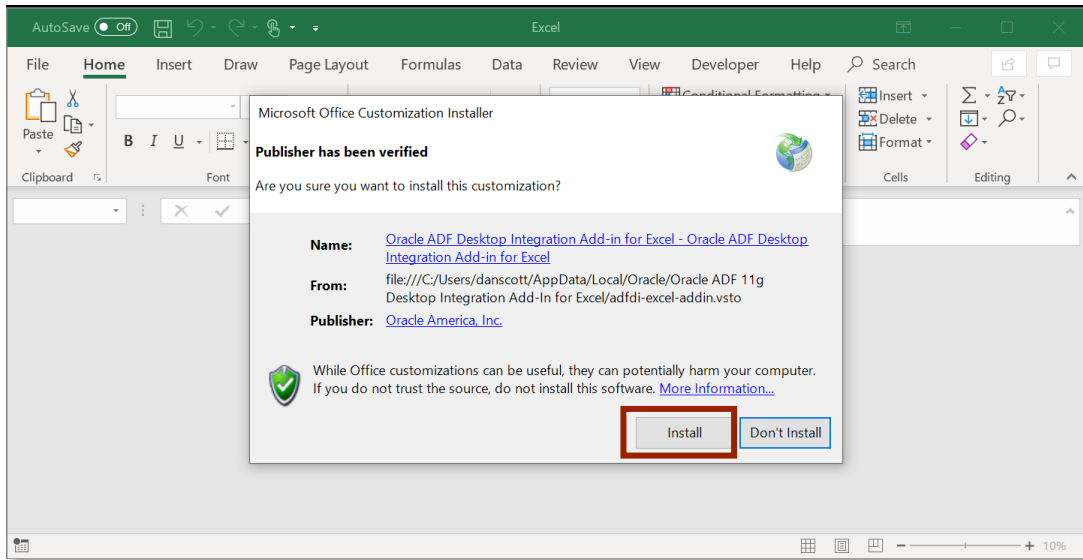 AutoSave Off Excel
File Home Insert Draw Page Layout Formulas Data Review View Developer Help Search
Paste
B I U
Conditional Formatting
Insert
Delete
Format
Clipboard Font Cells Editing
Microsoft Office Customization Installer
Publisher has been verified
Are you sure you want to install this customization?
Name: Oracle ADF Desktop Integration Add-in for Excel - Oracle ADF Desktop
Integration Add-in for Excel
From: file:///C:/Users/danscott/AppData/Local/Oracle/Oracle ADF 11g
Desktop Integration Add-In for Excel/adfdi-excel-addin.vsto
Publisher: Oracle America, Inc.
While Office customizations can be useful, they can potentially harm your computer.
If you do not trust the source, do not install this software. More Information...
Install Don't Install
10%